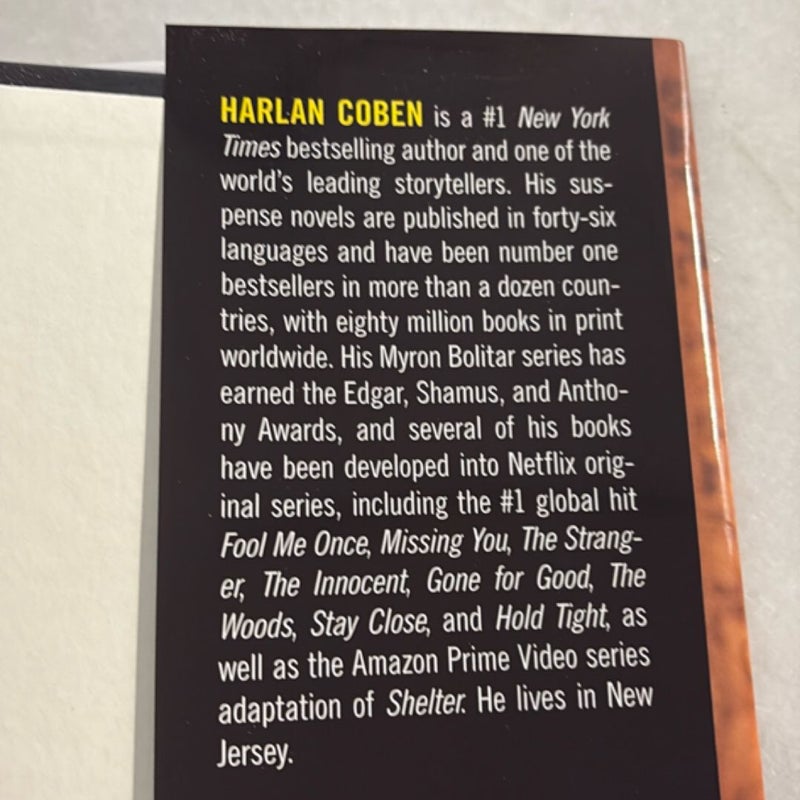 HARLAN COBEN is a #1 New York
Times bestselling author and one of the
world's leading storytellers. His sus-
pense novels are published in forty-six
languages and have been number one
bestsellers in more than a dozen coun-
tries, with eighty million books in print
worldwide. His Myron Bolitar series has
earned the Edgar, Shamus, and Antho-
ny Awards, and several of his books
have been developed into Netflix orig-
inal series, including the #1 global hit
Fool Me Once, Missing You, The Strang-
er, The Innocent, Gone for Good, The
Woods, Stay Close, and Hold Tight, as
well as the Amazon Prime Video series
adaptation of Shelter. He lives in New
Jersey.